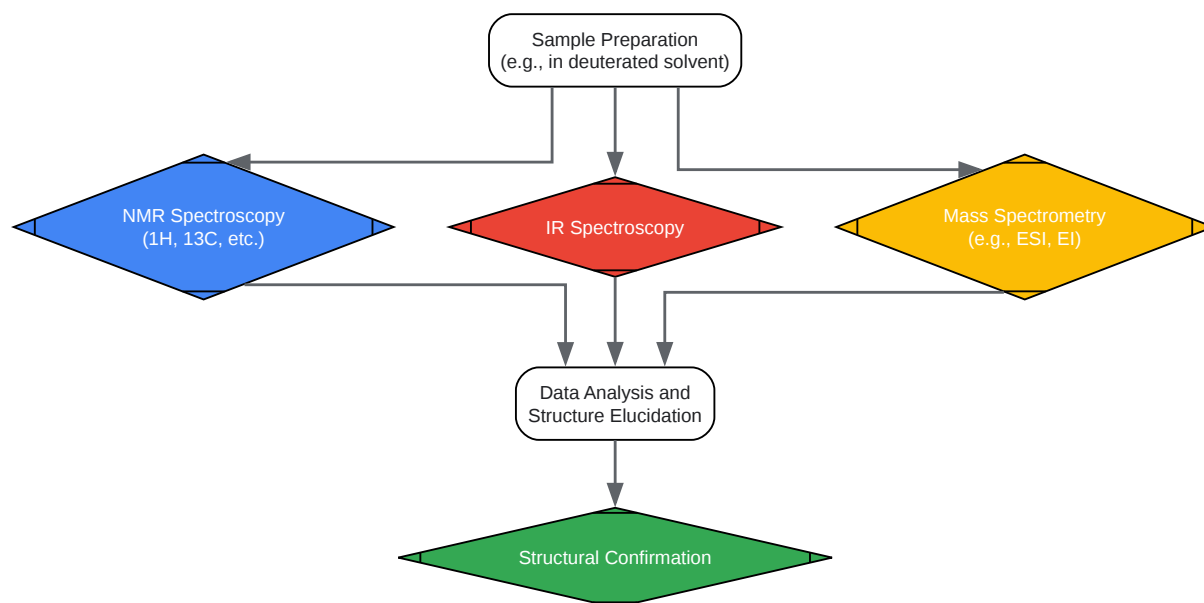 Sample Preparation
(e.g., in deuterated solvent)
NMR Spectroscopy
(1H, 13C, etc.)
IR Spectroscopy
Mass Spectrometry
(e.g., ESI, EI)
Data Analysis and
Structure Elucidation
Structural Confirmation